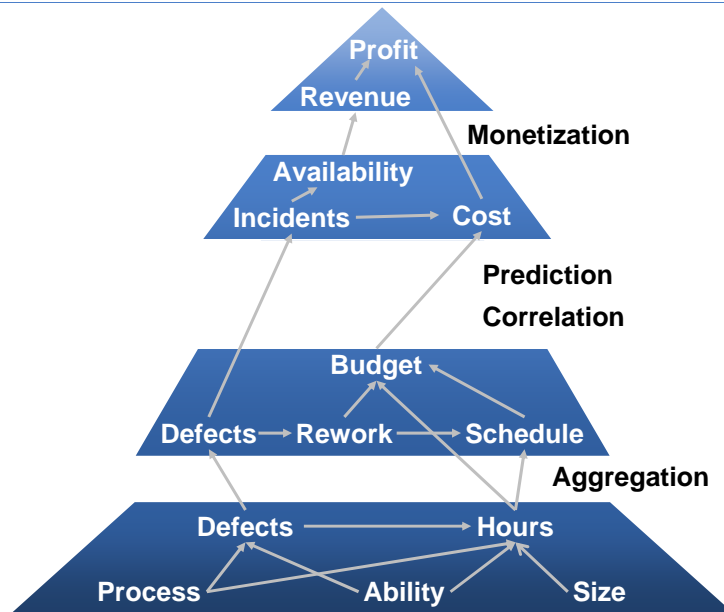 Profit
Revenue
Monetization
Availability
Incidents Cost
Prediction
Correlation
Budget
Defects Rework Schedule
Aggregation
Defects Hours
Process Ability Size